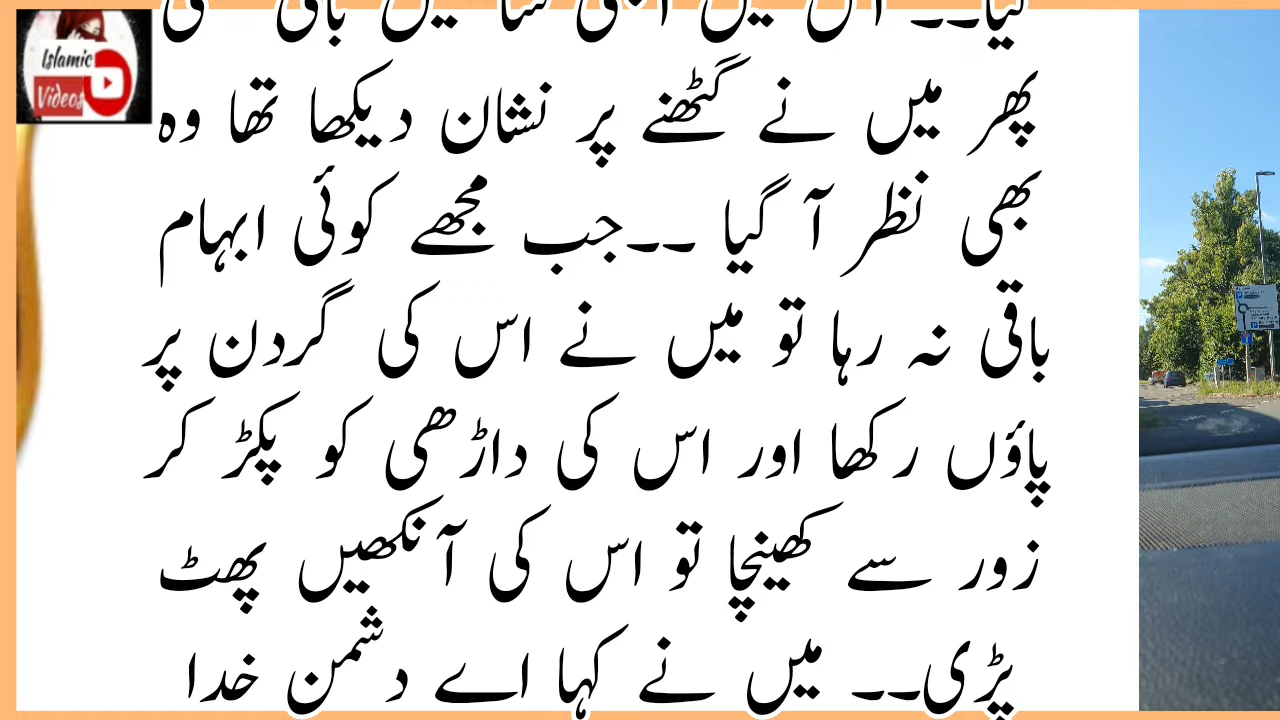 Islamic
Videos
پھر میں نے گٹھنے پر نشان دیکھا تھا وہ
بھی نظر آ گیا ۔۔جب مجھے کوئی ابہام
باقی نہ رہا تو میں نے اس کی گردن پر
پاؤں رکھا اور اس کی داڑھی کو پکڑ کر
زور سے کھینچا تو اس کی آنکھیں پھٹ
پڑی۔۔ میں نے کہا اے دشمن خدا